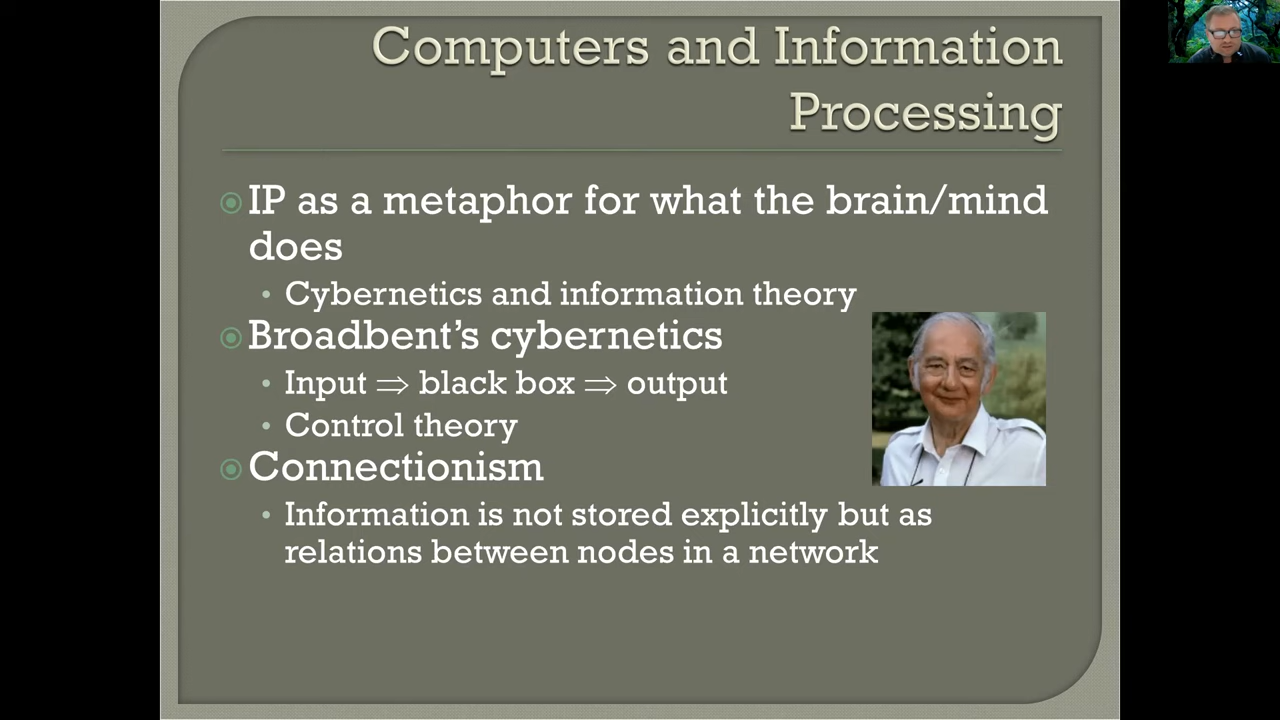 Computers and Information
Processing
IP as a metaphor for what the brain/mind
does
Cybernetics and information theory
Broadbent's cybernetics
Input ⇒ black box ⇒ output
Control theory
Connectionism
Information is not stored explicitly but as
relations between nodes in a network